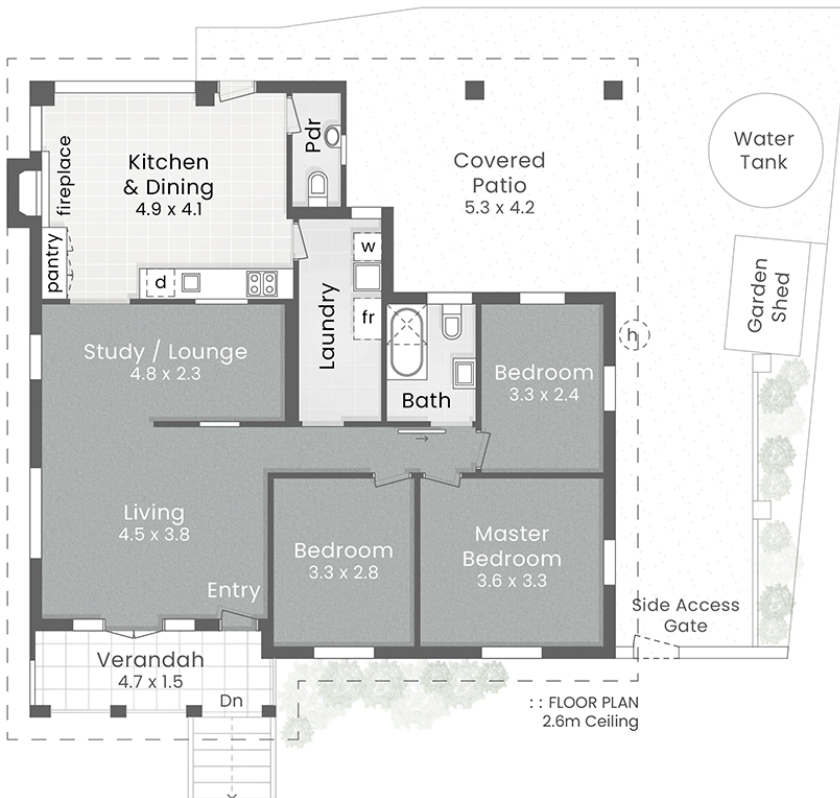 Kitchen
& Dining
4.9 x 4.1
fireplace
pantry
d
Pdr
Covered
Patio
5.3 x 4.2
Water
Tank
Garden
Shed
w
fr
Laundry
Study / Lounge
4.8 x 2.3
Bath
Bedroom
3.3 x 2.4
h
Living
4.5 x 3.8
Entry
Bedroom
3.3 x 2.8
Master
Bedroom
3.6 x 3.3
Side Access
Gate
Verandah
4.7 x 1.5
Dn
: : FLOOR PLAN
2.6m Ceiling